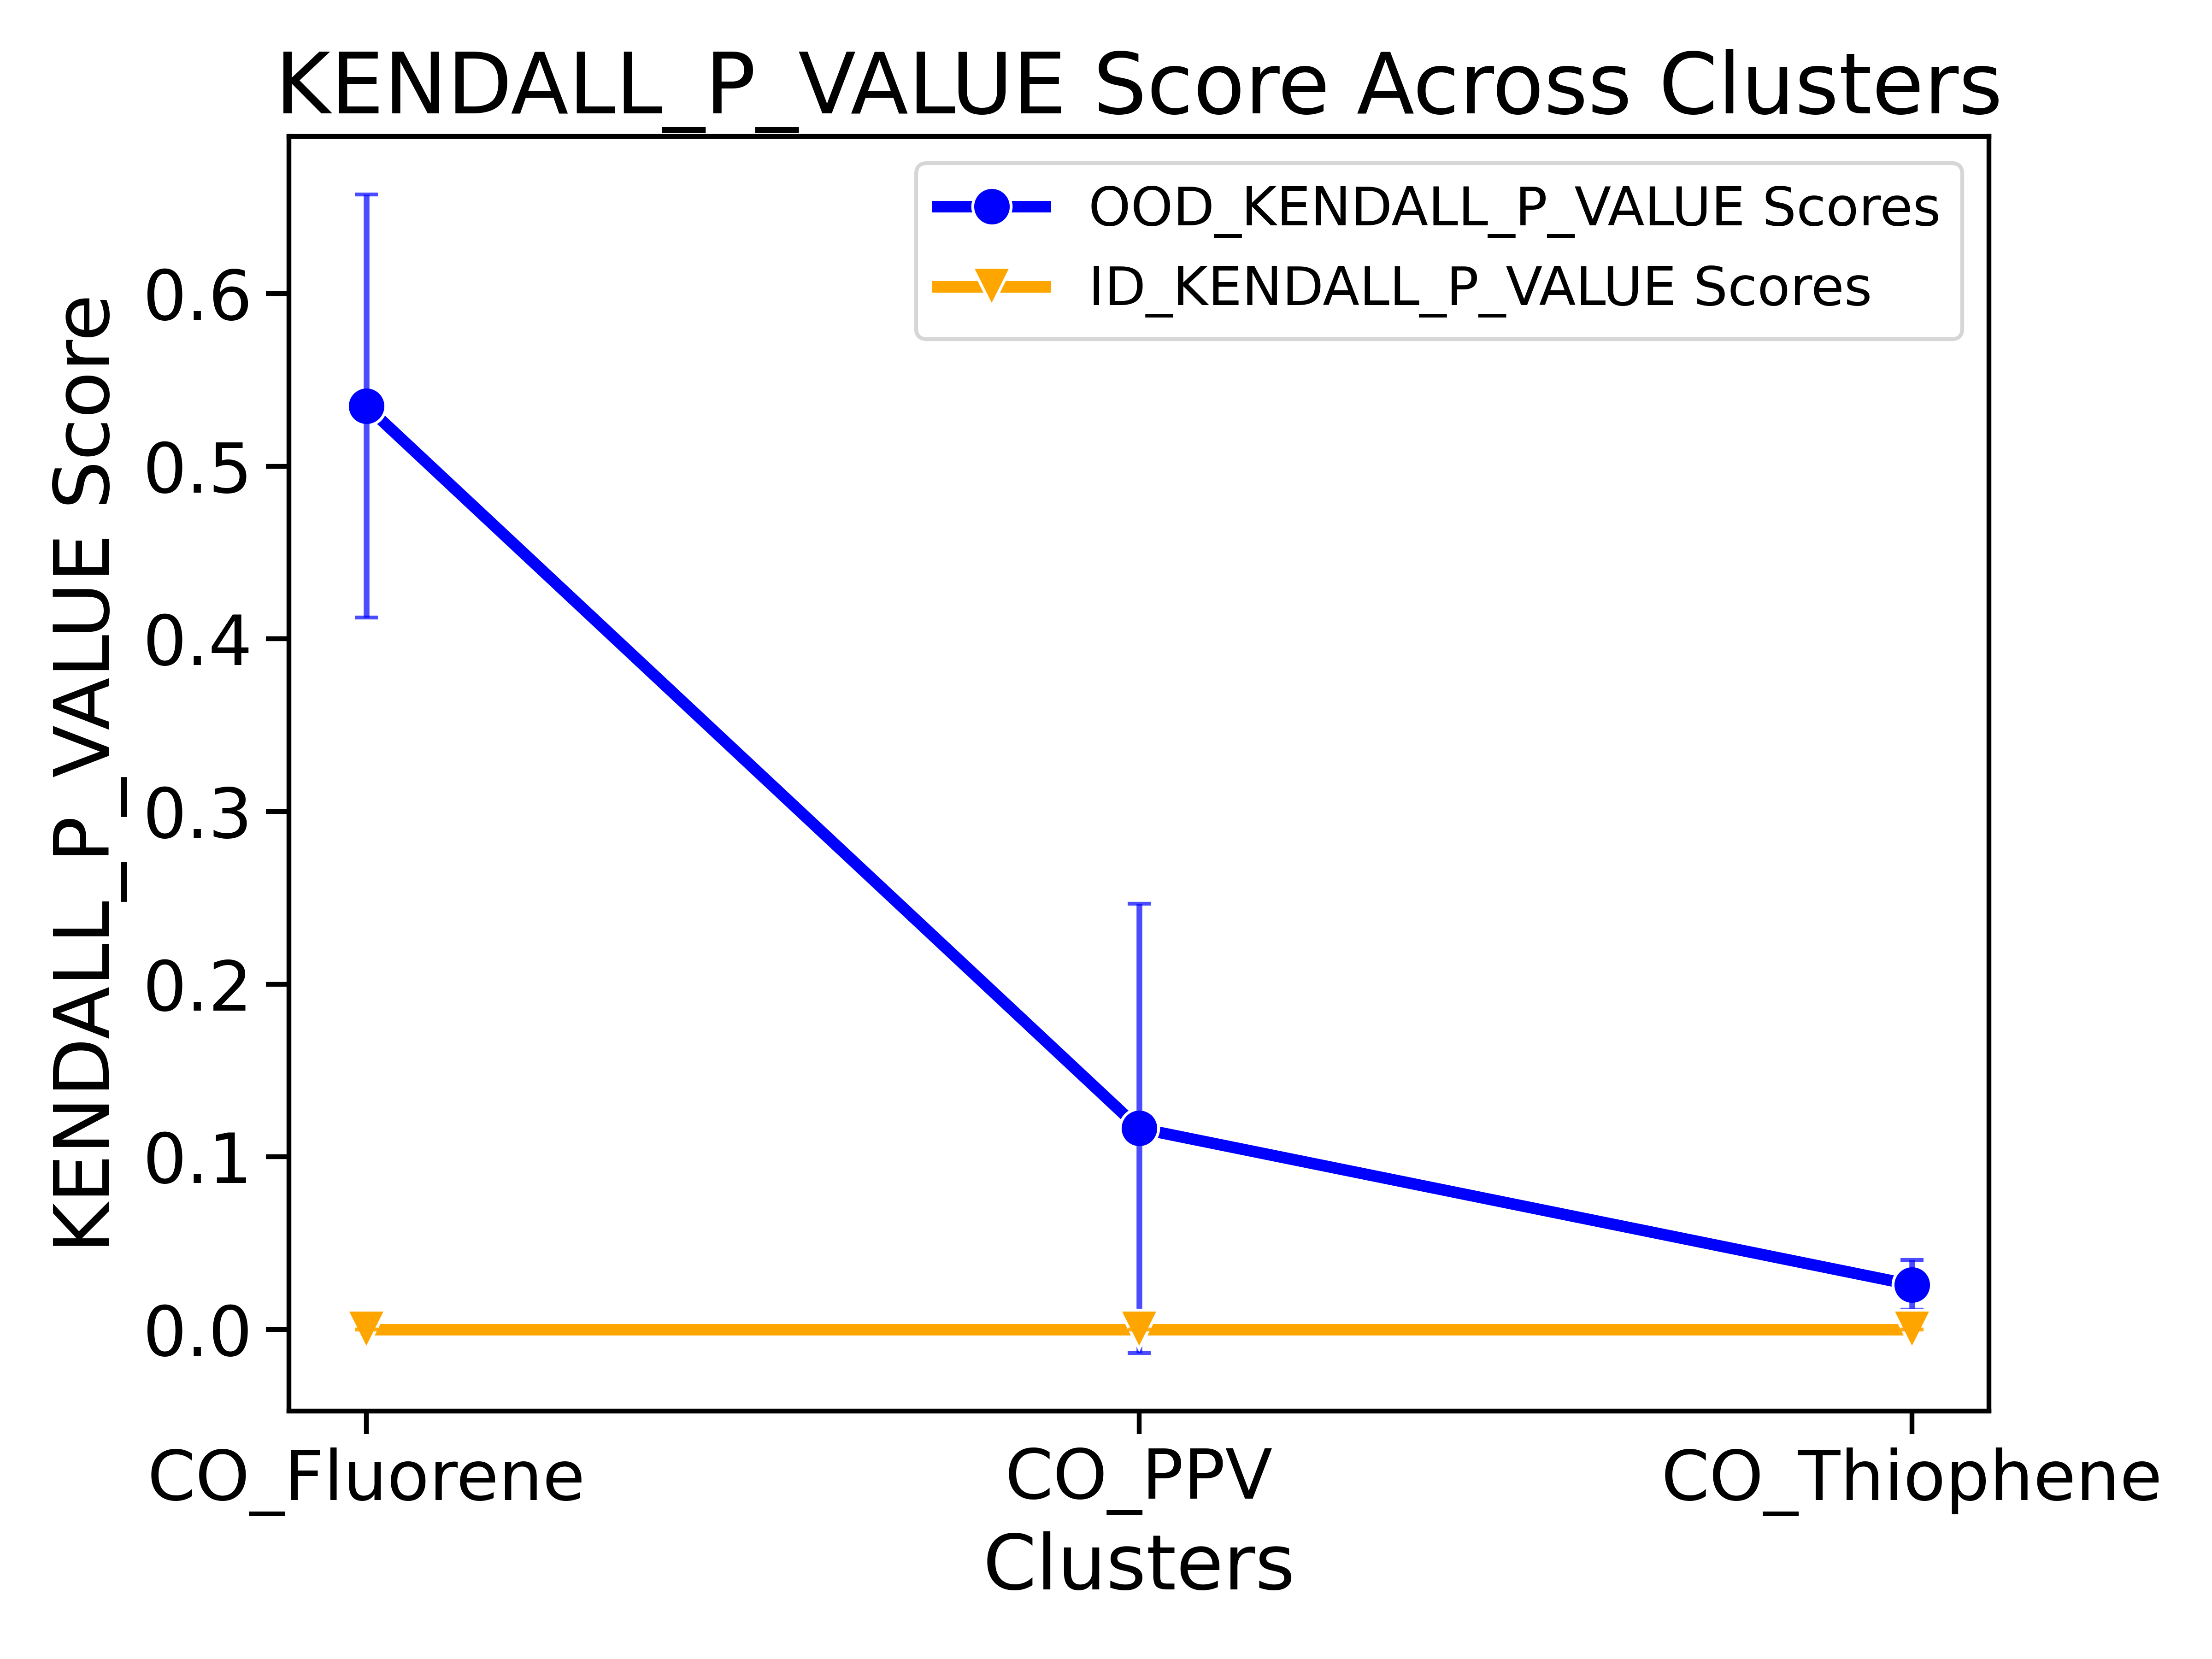 KENDALL_P_VALUE Score Across Clusters
OOD_KENDALL_P_VALUE Scores
ID_KENDALL_P_VALUE Scores
KENDALL_P_VALUE Score
0.6
0.5
0.4
0.3
0.2
0.1
0.0
CO_Fluorene
CO_PPV
CO_Thiophene
Clusters